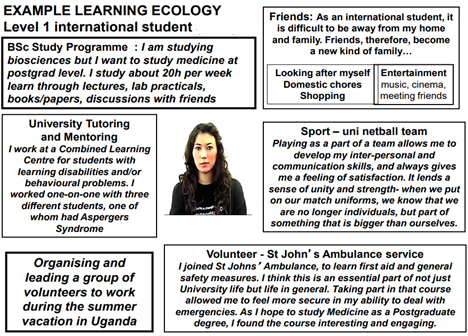 EXAMPLE LEARNING ECOLOGY
Level 1 international student
BSc Study Programme : I am studying
biosciences but I want to study medicine at
postgrad level. I study about 20h per week
learn through lectures, lab practicals,
books/papers, discussions with friends
Friends: As an international student, it
is difficult to be away from my home
and family. Friends, therefore, become
a new kind of family…
Looking after myself
Domestic chores
Shopping
Entertainment
music, cinema,
meeting friends
University Tutoring
and Mentoring
I work at a Combined Learning
Centre for students with
learning disabilities and/or
behavioural problems. I
worked one-on-one with three
different students, one of
whom had Aspergers
Syndrome
Sport – uni netball team
Playing as a part of a team allows me to
develop my inter-personal and
communication skills, and always gives
me a feeling of satisfaction. It lends a
sense of unity and strength- when we put
on our match uniforms, we know that we
are no longer individuals, but part of
something that is bigger than ourselves.
Organising and
leading a group of
volunteers to work
during the summer
vacation in Uganda
Volunteer - St John's Ambulance service
I joined St Johns' Ambulance, to learn first aid and general
safety measures. I think this is an essential part of not just
University life but life in general. Taking part in that course
allowed me to feel more secure in my ability to deal with
emergencies. As I hope to study Medicine as a Postgraduate
degree, I found the course interesting and engaging.